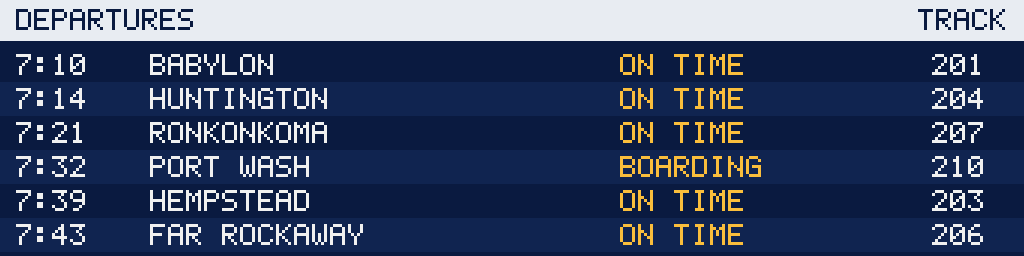 DEPARTURES TRACK
7:10 BABYLON ON TIME 201
7:14 HUNTINGTON ON TIME 204
7:21 RONKONKOMA ON TIME 207
7:32 PORT WASH BOARDING 210
7:39 HEMPSTEAD ON TIME 203
7:43 FAR ROCKAWAY ON TIME 206